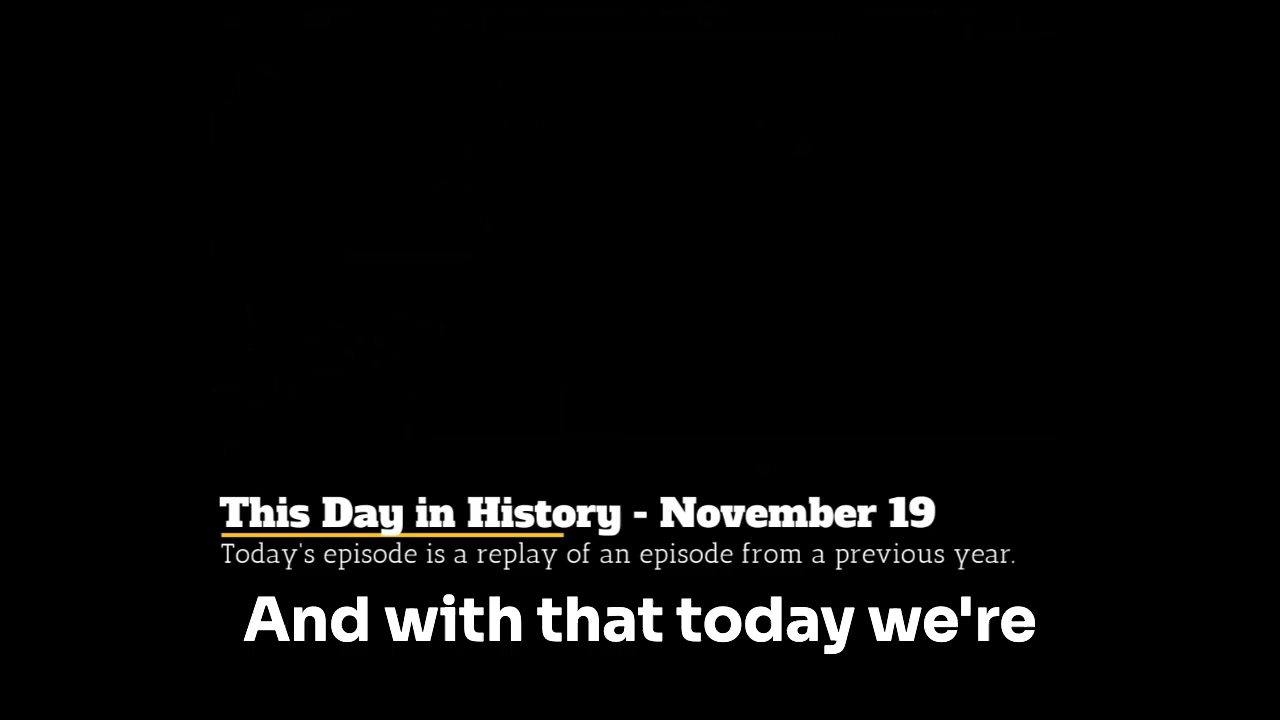 This Day in History - November 19
Today's episode is a replay of an episode from a previous year.
And with that today we're